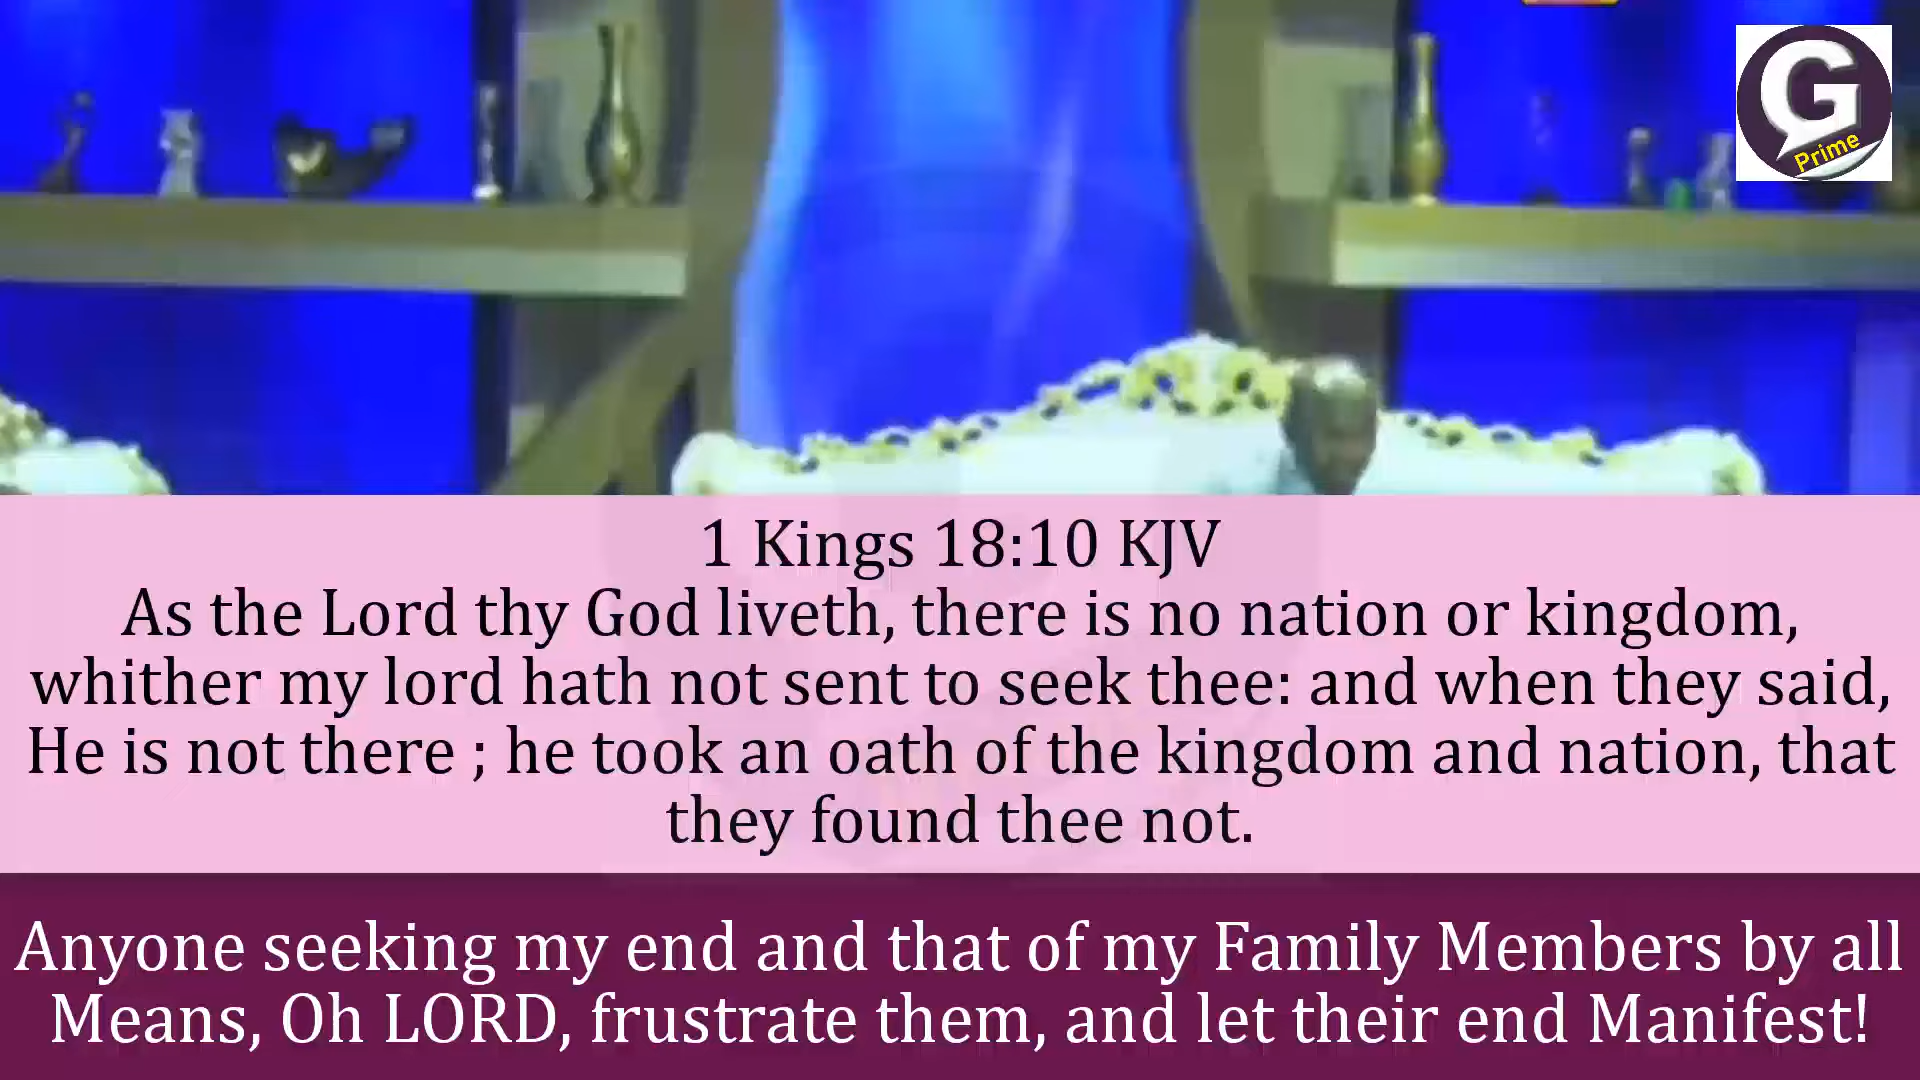 G
Prime
1 Kings 18:10 KJV
As the Lord thy God liveth, there is no nation or kingdom,
whither my lord hath not sent to seek thee: and when they said,
He is not there ; he took an oath of the kingdom and nation, that
they found thee not.
Anyone seeking my end and that of my Family Members by all
Means, Oh LORD, frustrate them, and let their end Manifest!